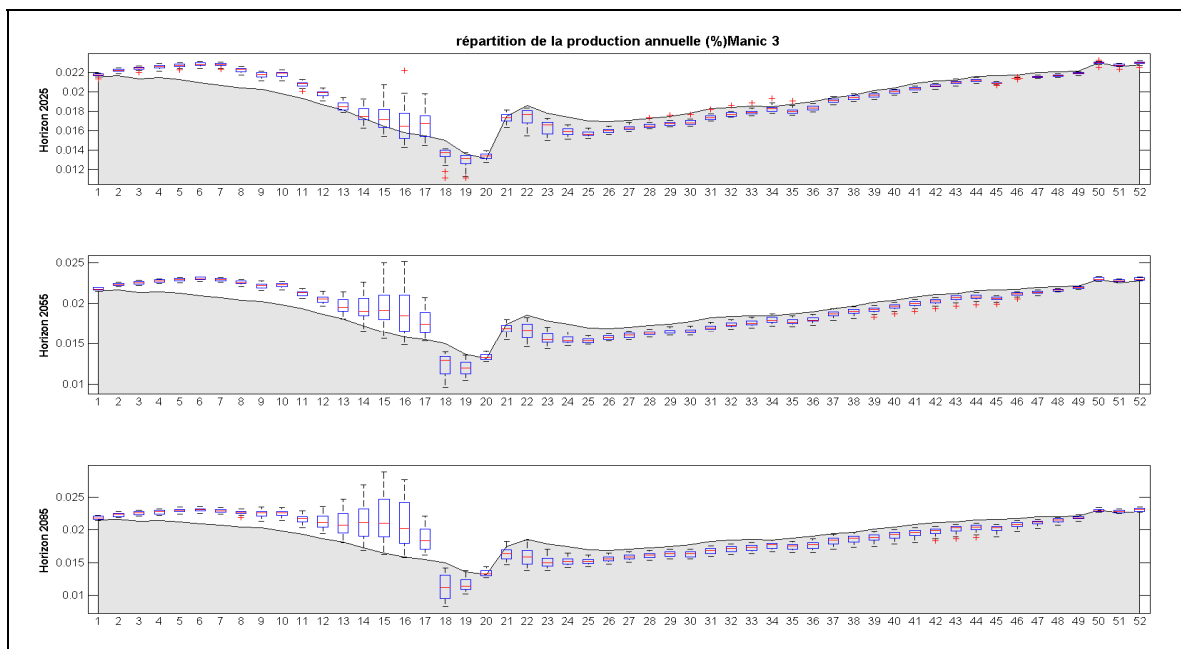 répartition de la production annuelle (%)Manic 3
Horizon 2025
0.022
0.02
0.018
0.016
0.014
0.012
1 2 3 4 5 6 7 8 9 10 11 12 13 14 15 16 17 18 19 20 21 22 23 24 25 26 27 28 29 30 31 32 33 34 35 36 37 38 39 40 41 42 43 44 45 46 47 48 49 50 51 52
Horizon 2055
0.025
0.02
0.015
0.01
1 2 3 4 5 6 7 8 9 10 11 12 13 14 15 16 17 18 19 20 21 22 23 24 25 26 27 28 29 30 31 32 33 34 35 36 37 38 39 40 41 42 43 44 45 46 47 48 49 50 51 52
Horizon 2085
0.025
0.02
0.015
0.01
1 2 3 4 5 6 7 8 9 10 11 12 13 14 15 16 17 18 19 20 21 22 23 24 25 26 27 28 29 30 31 32 33 34 35 36 37 38 39 40 41 42 43 44 45 46 47 48 49 50 51 52